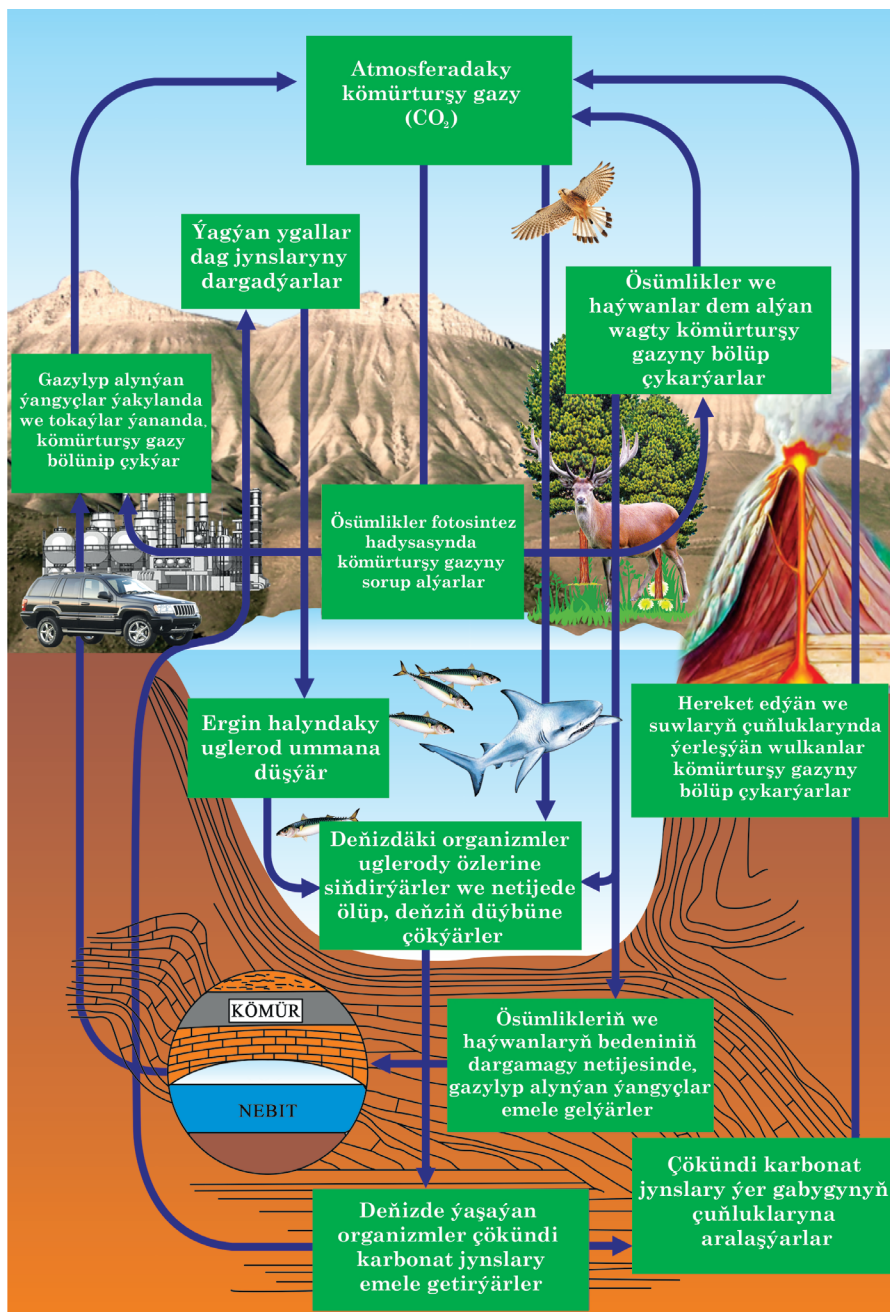 Atmosferadaky
kömürturşy gazy
(CO₂)
Ýagýan ygallar
dag jynslaryny
dargadýarlar
Ösümlikler we
haýwanlar dem alýan
wagty kömürturşy
gazyny bölüp
çykarýarlar
Gazylyp alynýan
ýangyçlar ýakylanda
we tokaýlar ýananda,
kömürturşy gazy
bölünip çykýar
Ösümlikler fotosintez
hadysasynda
kömürturşy gazyny
sorup alýarlar
Ergin halyndaky
uglerod ummana
düşýär
Hereket edýän we
suwlaryň çuňluklarynda
ýerleşýän wulkanlar
kömürturşy gazyny
bölüp çykarýarlar
Deňizdäki organizmler
uglerody özlerine
siňdirýärler we netijede
ölüp, deňziň düýbüne
çökýärler
KÖMÜR
NEBIT
Ösümlikleriň we
haýwanlaryň bedeniniň
dargamagy netijesinde,
gazylyp alynýan ýangyçlar
emele gelýärler
Çökündi karbonat
jynslary ýer gabygynyň
çuňluklaryna
aralaşýarlar
Deňizde ýaşaýan
organizmler çökündi
karbonat jynslary
emele getirýärler